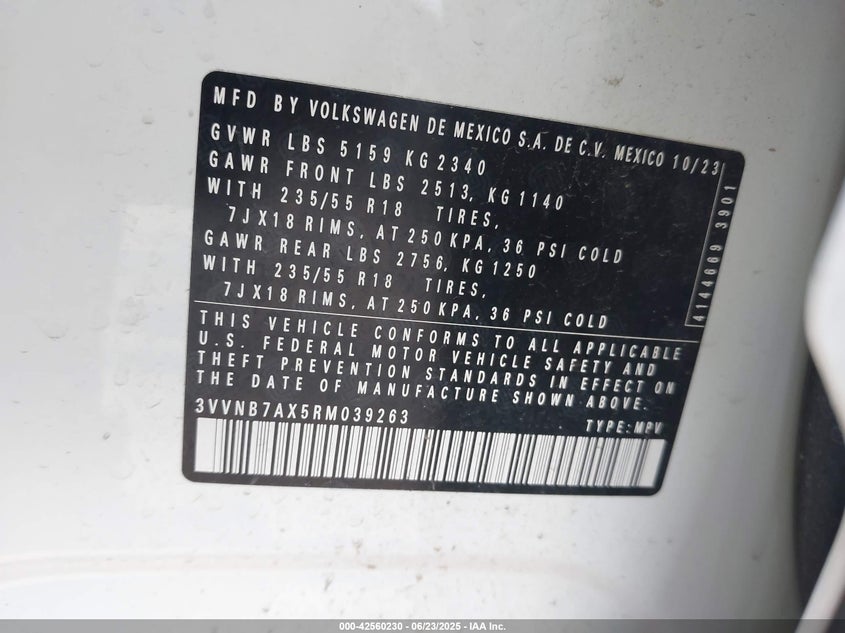 MFD BY VOLKSWAGEN DE MEXICO S.A. DE C.V. MEXICO 10/23
GVWR LBS 5159 KG 2340
GAWR FRONT LBS 2513, KG 1140
WITH 235/55 R18 TIRES,
7JX18 RIMS, AT 250 KPA, 36 PSI COLD
GAWR REAR LBS 2756, KG 1250
WITH 235/55 R18 TIRES,
7JX18 RIMS, AT 250 KPA, 36 PSI COLD
4144669 3901
THIS VEHICLE CONFORMS TO ALL APPLICABLE
U.S. FEDERAL MOTOR VEHICLE SAFETY AND
THEFT PREVENTION STANDARDS IN EFFECT ON
THE DATE OF MANUFACTURE SHOWN ABOVE.
3VVNB7AX5RM039263
TYPE:MPV
000-42560230 - 06/23/2025 - IAA Inc.